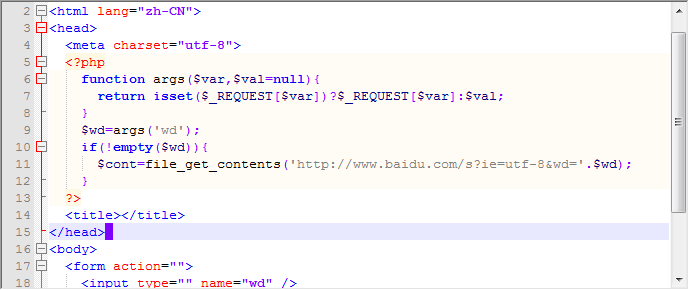 2 <html lang="zh-CN">
3 <head>
4 <meta charset="utf-8">
5 <?php
6 function args($var,$val=null){
7 return isset($_REQUEST[$var])?$_REQUEST[$var]:$val;
8 }
9 $wd=args('wd');
10 if(!empty($wd)){
11 $cont=file_get_contents('http://www.baidu.com/s?ie=utf-8&wd='.$wd);
12 }
13 ?>
14 <title></title>
15 </head>
16 <body>
17 <form action="">
18 <input type="" name="wd" />